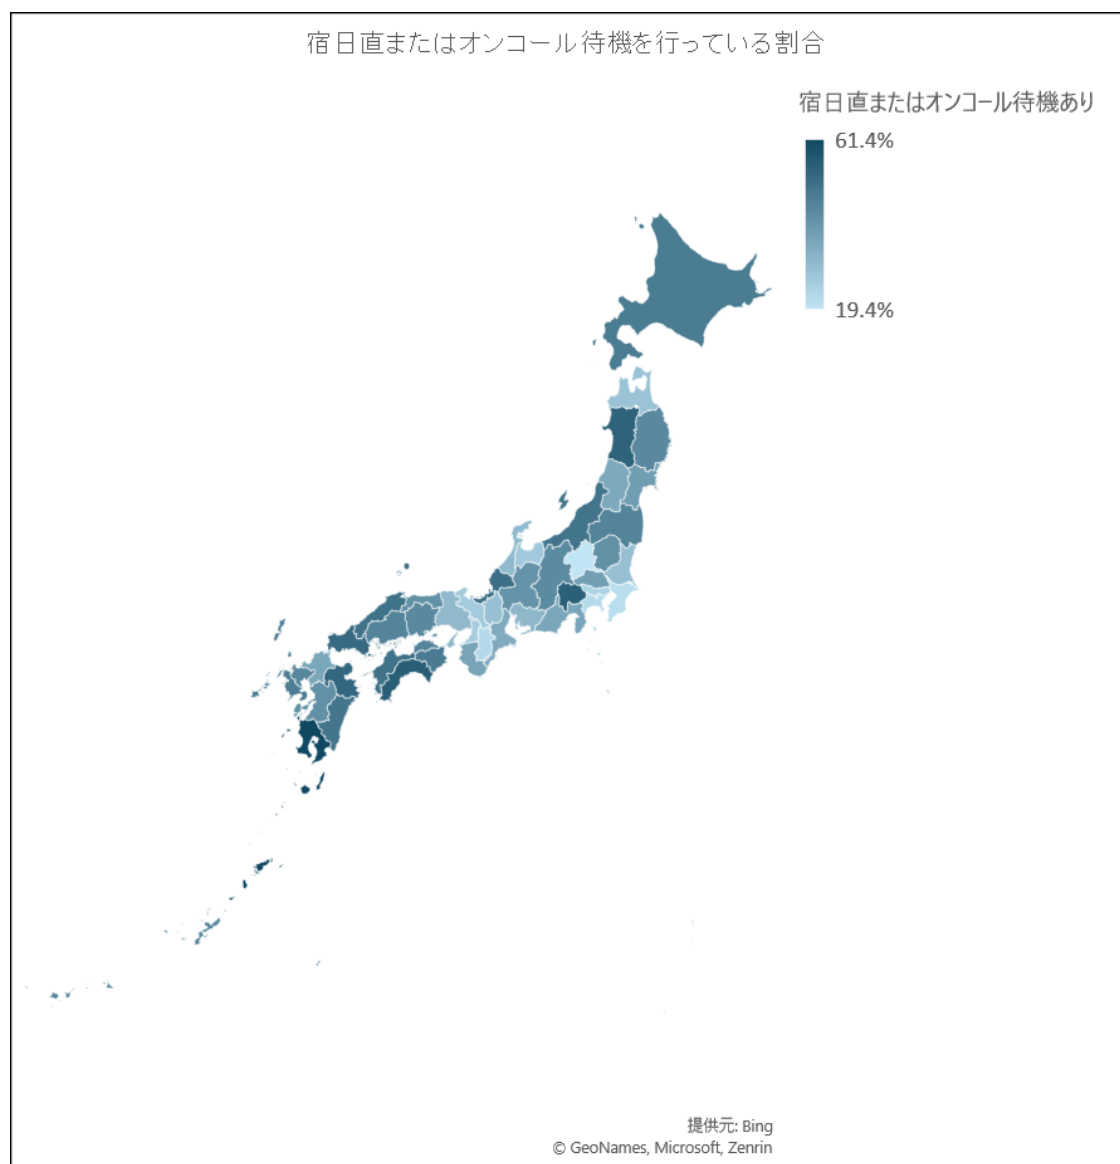 宿日直またはオンコール待機を行っている割合
宿日直またはオンコール待機あり
61.4%
19.4%
提供元: Bing
© GeoNames, Microsoft, Zenrin